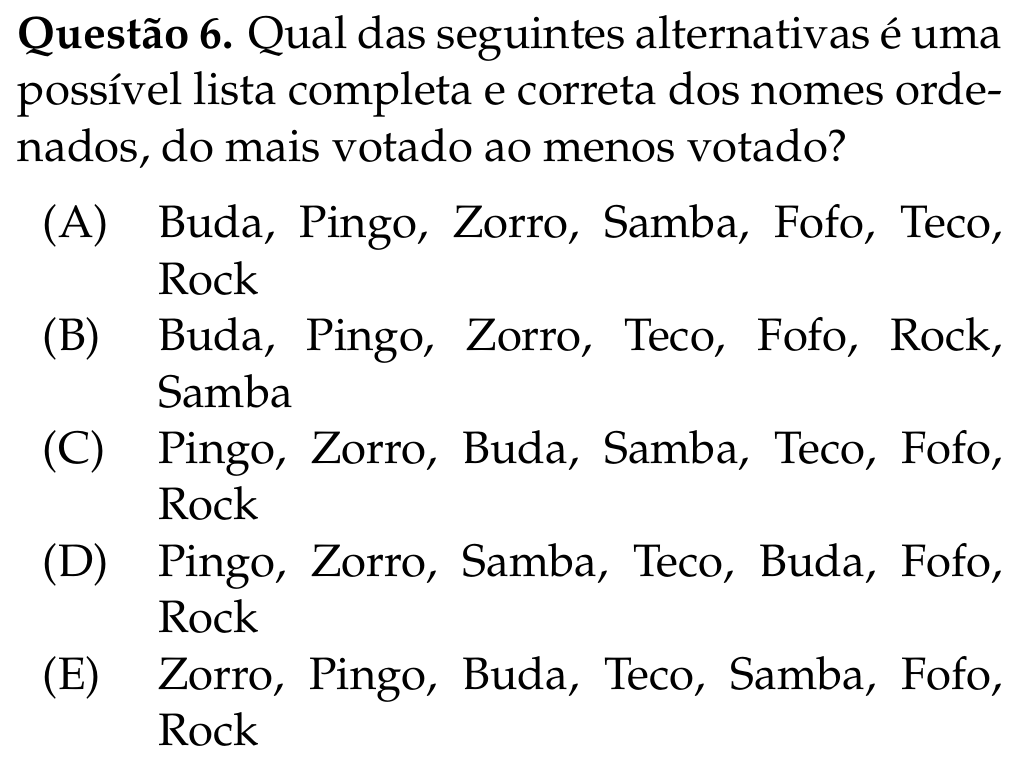 Questão 6. Qual das seguintes alternativas é uma
possível lista completa e correta dos nomes orde-
nados, do mais votado ao menos votado?
(A) Buda, Pingo, Zorro, Samba, Fofo, Teco,
Rock
(B) Buda, Pingo, Zorro, Teco, Fofo, Rock,
Samba
(C) Pingo, Zorro, Buda, Samba, Teco, Fofo,
Rock
(D) Pingo, Zorro, Samba, Teco, Buda, Fofo,
Rock
(E) Zorro, Pingo, Buda, Teco, Samba, Fofo,
Rock